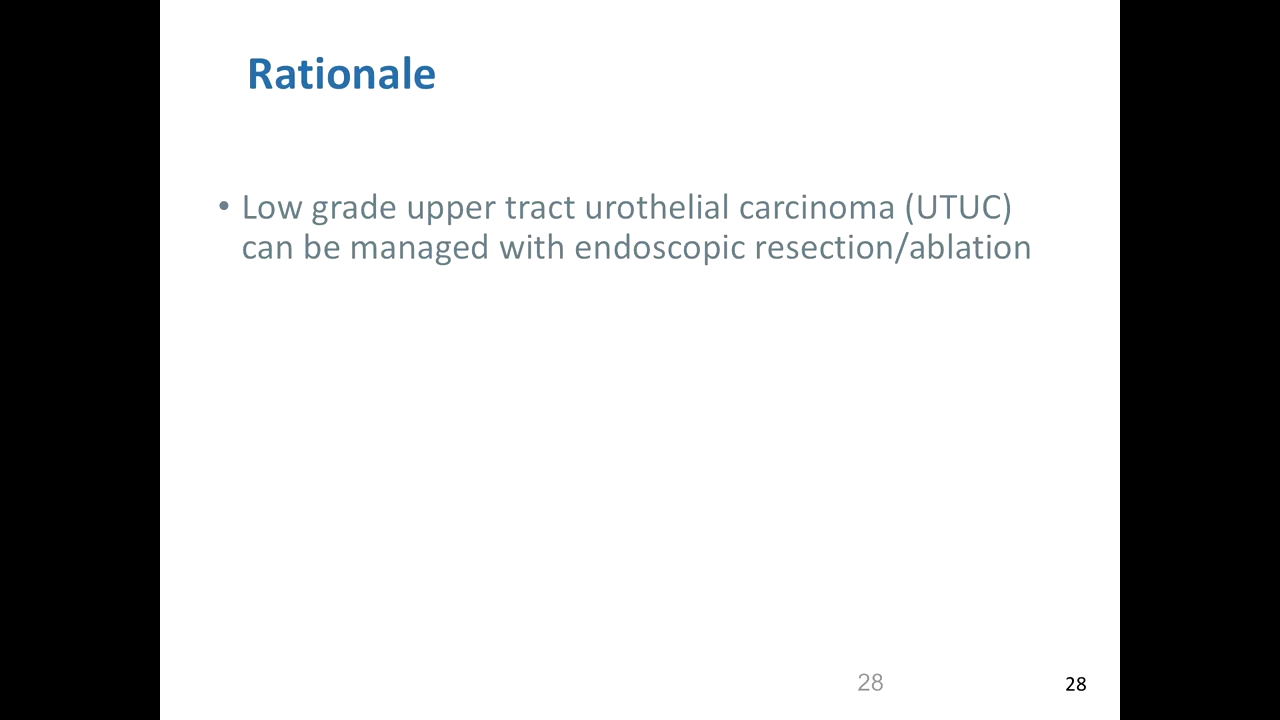 Rationale
• Low grade upper tract urothelial carcinoma (UTUC)
can be managed with endoscopic resection/ablation
28
28